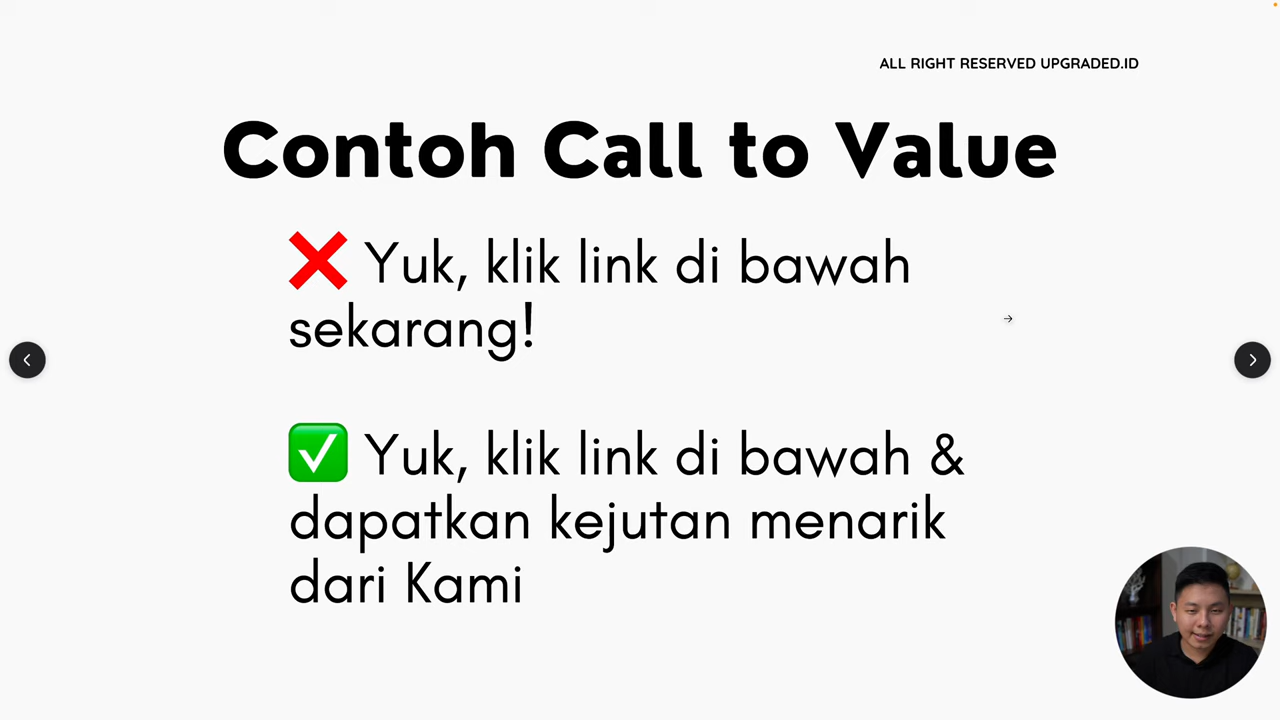 ALL RIGHT RESERVED UPGRADED.ID
Contoh Call to Value
❌ Yuk, klik link di bawah
sekarang!
✅ Yuk, klik link di bawah &
dapatkan kejutan menarik
dari Kami